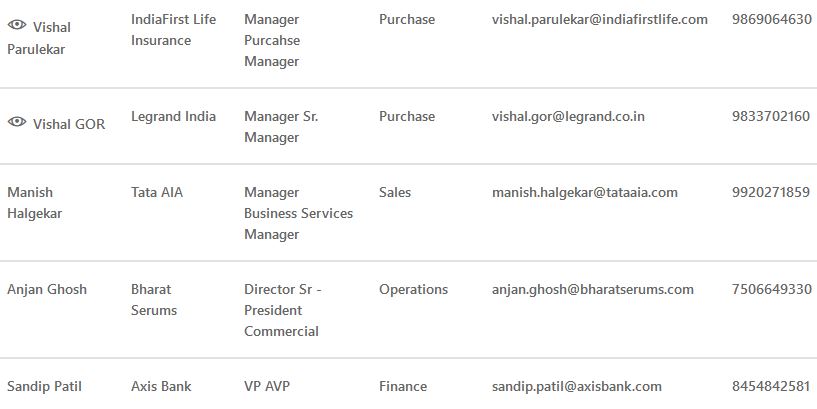 Vishal Parulekar IndiaFirst Life Insurance Manager Purcahse Manager Purchase vishal.parulekar@indiafirstlife.com 9869064630
Vishal GOR Legrand India Manager Sr. Manager Purchase vishal.gor@legrand.co.in 9833702160
Manish Halgekar Tata AIA Manager Business Services Manager Sales manish.halgekar@tataaia.com 9920271859
Anjan Ghosh Bharat Serums Director Sr - President Commercial Operations anjan.ghosh@bharatserums.com 7506649330
Sandip Patil Axis Bank VP AVP Finance sandip.patil@axisbank.com 8454842581